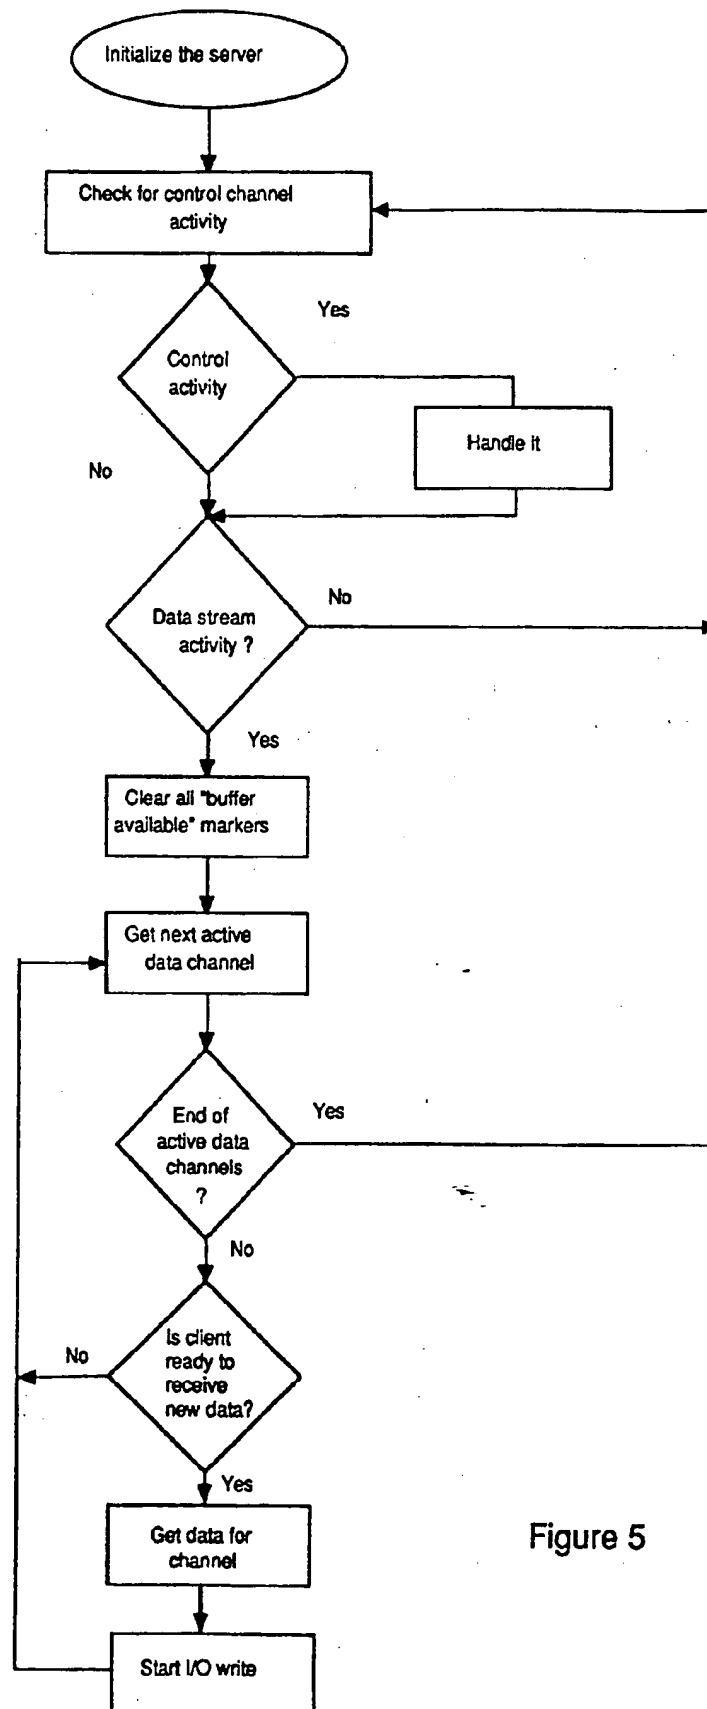 Initialize the server
Check for control channel
activity
Yes
Control
activity
Handle it
No
Data stream
activity ?
No
Yes
Clear all "buffer
available" markers
Get next active
data channel
End of
active data
channels
?
Yes
No
Is client
ready to
receive
new data?
No
Yes
Get data for
channel
Figure 5
Start I/O write